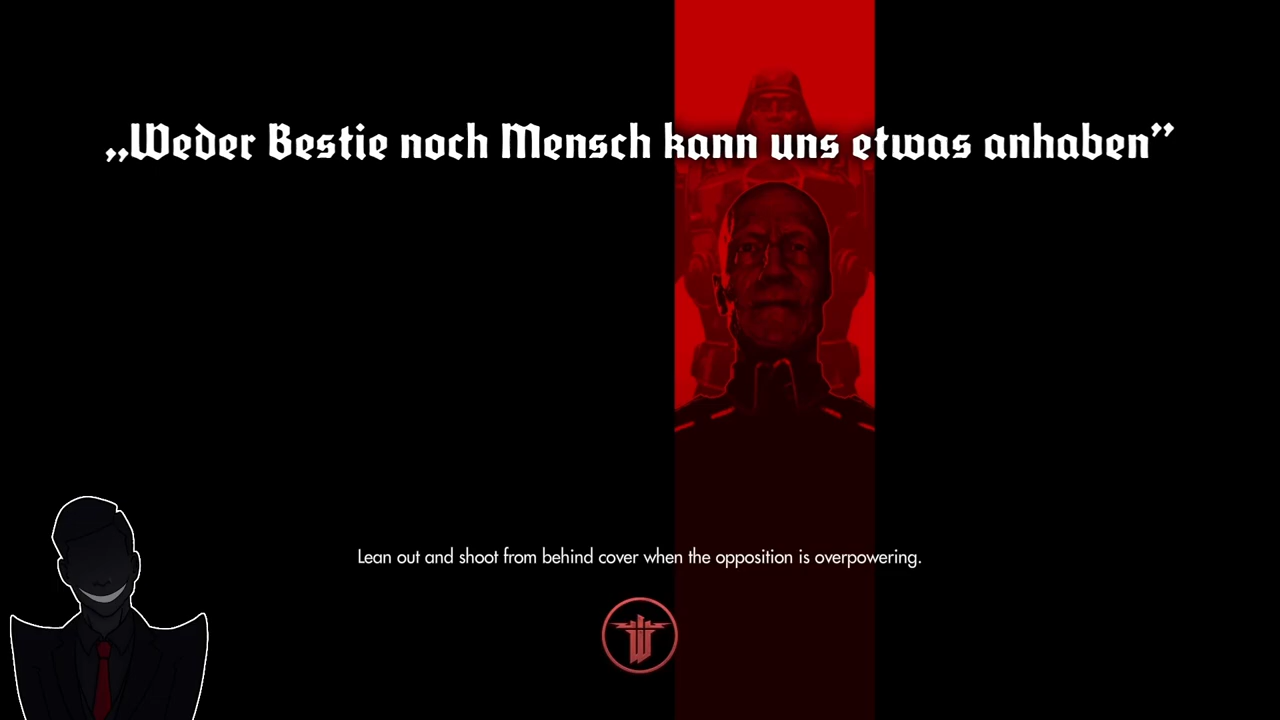 „Weder Bestie noch Mensch kann uns etwas anhaben”
Lean out and shoot from behind cover when the opposition is overpowering.